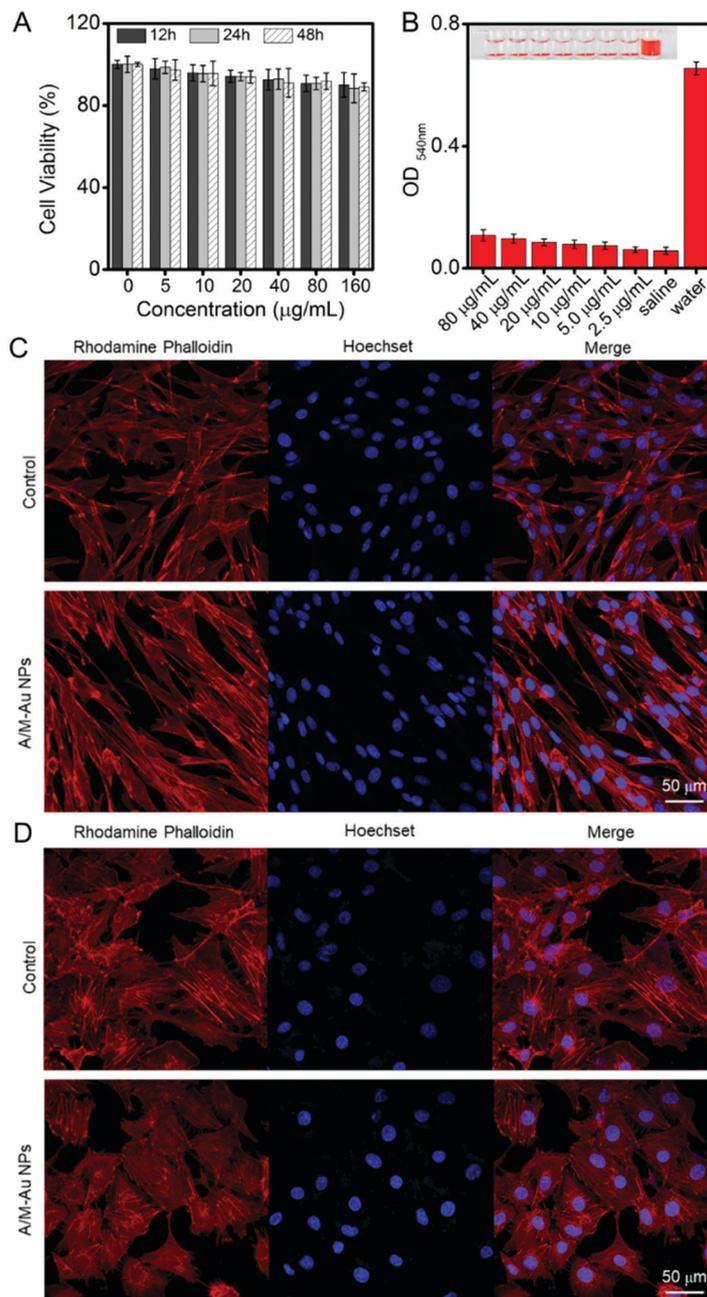 A
120
80
40
0
Cell Viability (%)
12h 24h 48h
0 5 10 20 40 80 160
Concentration (μg/mL)
B
0.8
0.4
0.0
OD 540nm
80 μg/mL
40 μg/mL
20 μg/mL
10 μg/mL
5.0 μg/mL
2.5 μg/mL
saline
water
C
Rhodamine Phalloidin Hoechset Merge
Control
A/M-Au NPs
50 μm
D
Rhodamine Phalloidin Hoechset Merge
Control
A/M-Au NPs
50 μm